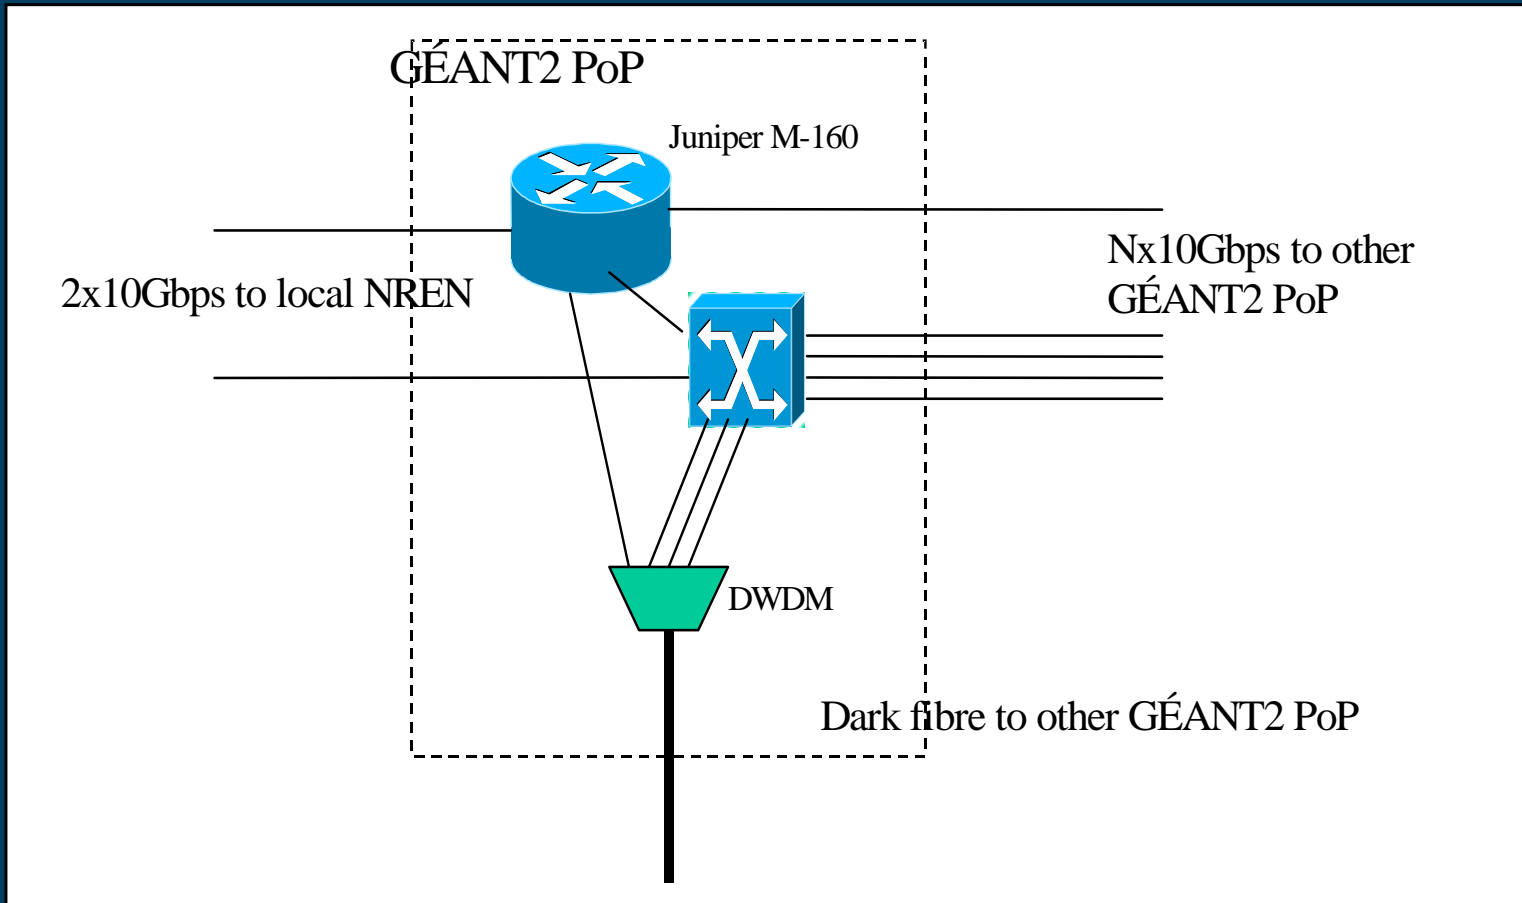 GÉANT2 PoP
Juniper M-160
2x10Gbps to local NREN
Nx10Gbps to other
GÉANT2 PoP
DWDM
Dark fibre to other GÉANT2 PoP